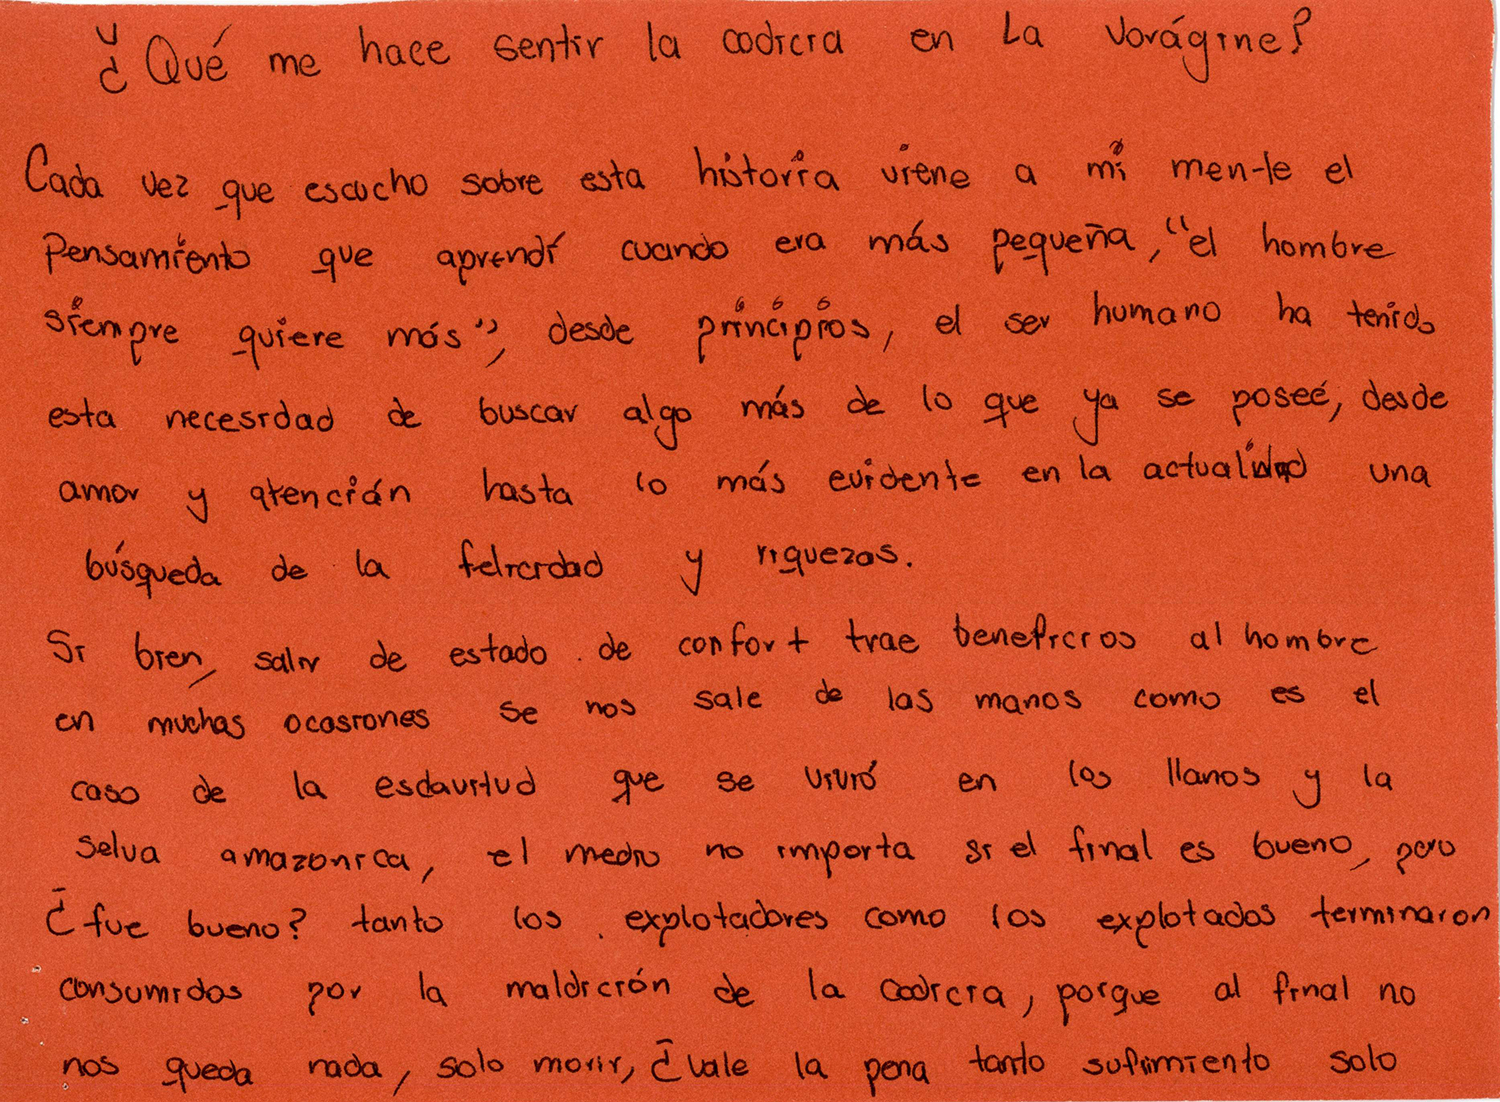 ¿Qué me hace sentir la codicia en La Vorágine?
Cada vez que escucho sobre esta historia viene a mi mente el
pensamiento que aprendí cuando era más pequeña, "el hombre
siempre quiere más", desde principios, el ser humano ha tenido
esta necesidad de buscar algo más de lo que ya se poseé, desde
amor y atención hasta lo más evidente en la actualidad una
búsqueda de la felicidad y riquezas.
Si bien, salir de estado de confort trae beneficios al hombre
en muchas ocasiones se nos sale de las manos como es el
caso de la esclavitud que se vivió en los llanos y la
selva amazonica, el medio no importa si el final es bueno, pero
¿fue bueno? tanto los explotadores como los explotados terminaron
consumidos por la maldición de la codicia, porque al final no
nos queda nada, solo morir, ¿vale la pena tanto sufrimiento solo